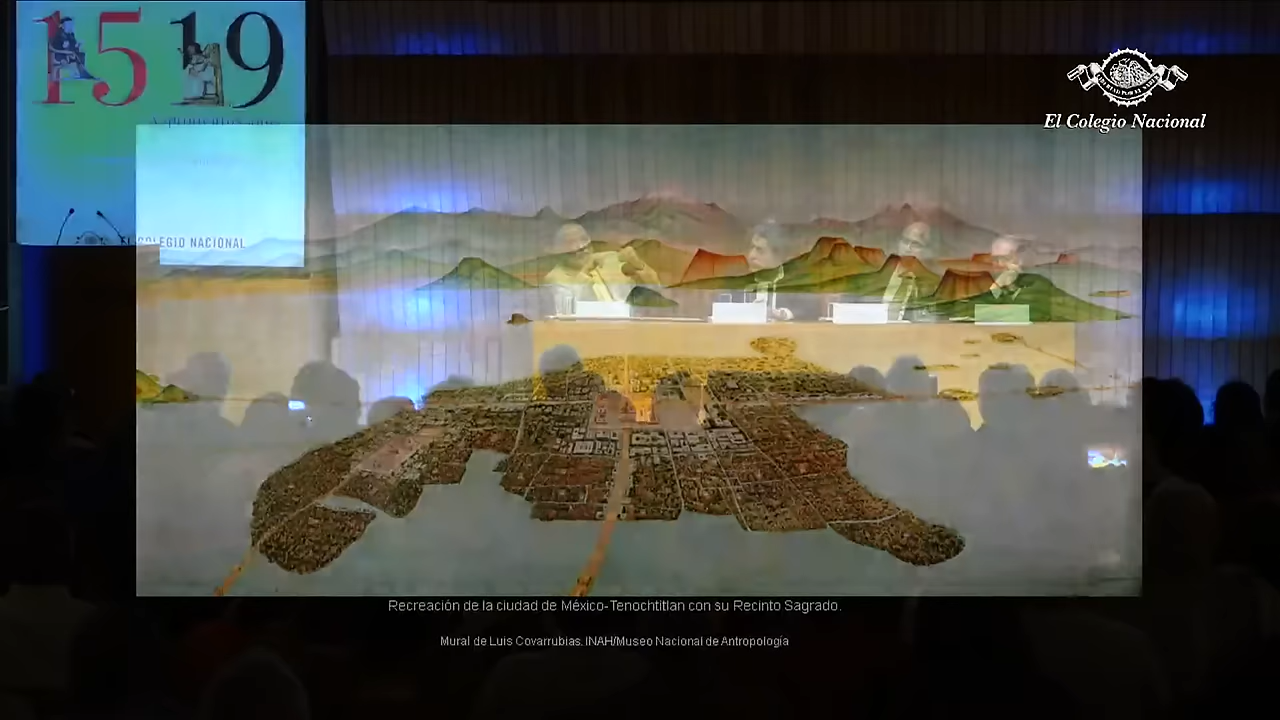 1519
El Colegio Nacional
EL COLEGIO NACIONAL
Recreación de la ciudad de México-Tenochtitlan con su Recinto Sagrado.
Mural de Luis Covarrubias. INAH/Museo Nacional de Antropología